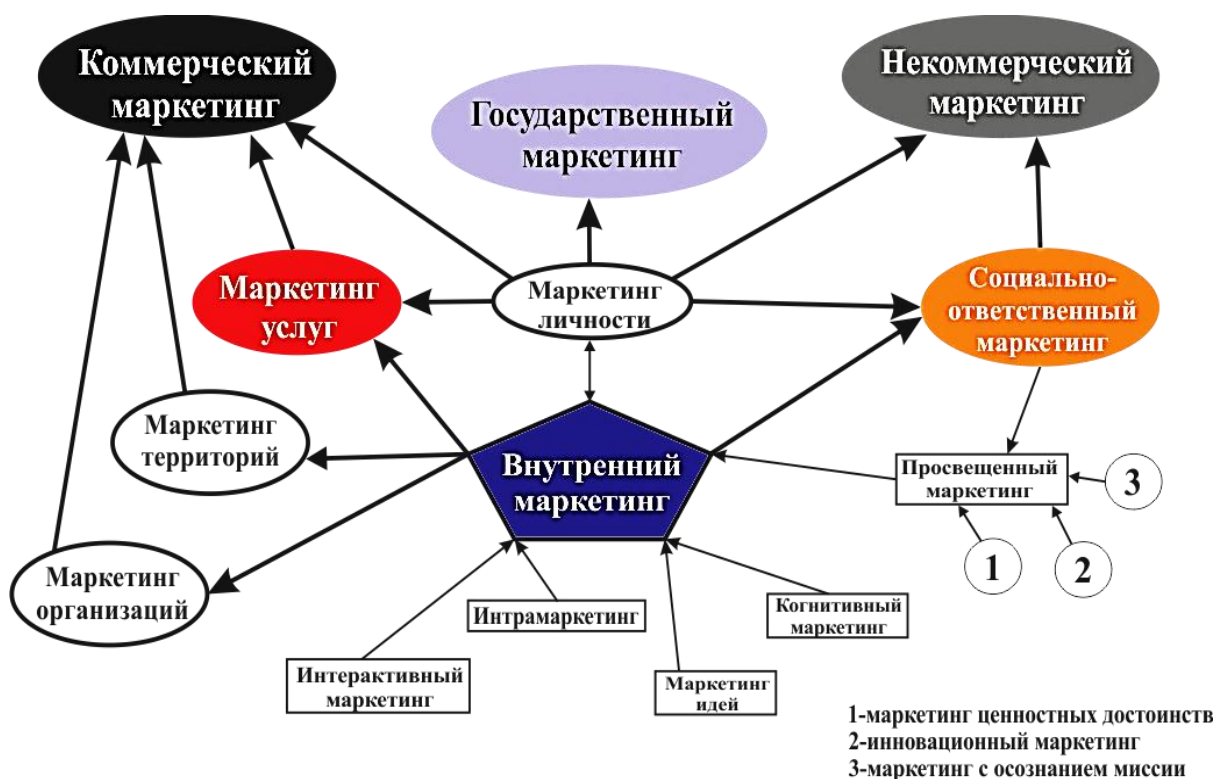 Коммерческий
маркетинг
Государственный
маркетинг
Некоммерческий
маркетинг
Маркетинг
услуг
Маркетинг
личности
Социально-
ответственный
маркетинг
Маркетинг
территорий
Внутренний
маркетинг
Просвещенный
маркетинг
3
1
2
Маркетинг
организаций
Интрамаркетинг
Когнитивный
маркетинг
Интерактивный
маркетинг
Маркетинг
идей
1-маркетинг ценностных достоинств
2-инновационный маркетинг
3-маркетинг с осознанием миссии